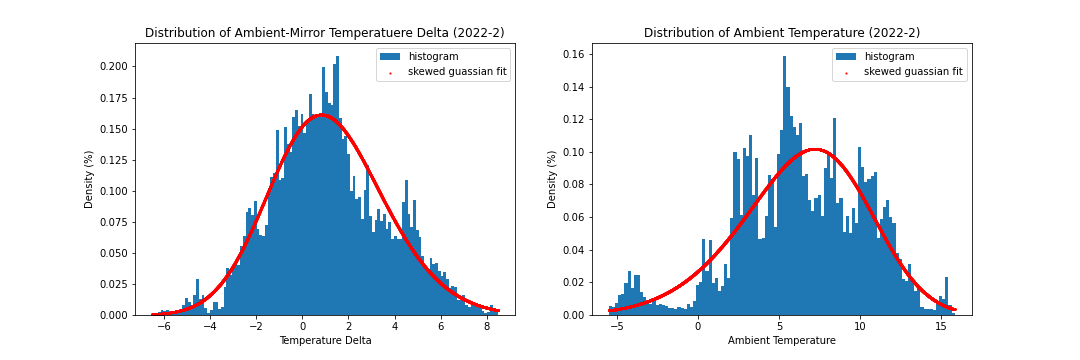 Distribution of Ambient-Mirror Temperatuere Delta (2022-2)
histogram
skewed guassian fit
Density (%)
0.200
0.175
0.150
0.125
0.100
0.075
0.050
0.025
0.000
−6 −4 −2 0 2 4 6 8
Temperature Delta
Distribution of Ambient Temperature (2022-2)
histogram
skewed guassian fit
Density (%)
0.16
0.14
0.12
0.10
0.08
0.06
0.04
0.02
0.00
−5 0 5 10 15
Ambient Temperature